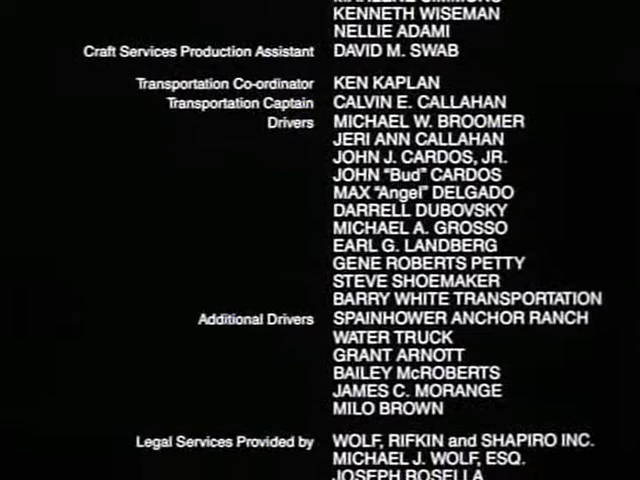 KENNETH WISEMAN
NELLIE ADAMI
Craft Services Production Assistant DAVID M. SWAB
Transportation Co-ordinator KEN KAPLAN
Transportation Captain CALVIN E. CALLAHAN
Drivers MICHAEL W. BROOMER
JERI ANN CALLAHAN
JOHN J. CARDOS, JR.
JOHN "Bud" CARDOS
MAX "Angel" DELGADO
DARRELL DUBOVSKY
MICHAEL A. GROSSO
EARL G. LANDBERG
GENE ROBERTS PETTY
STEVE SHOEMAKER
BARRY WHITE TRANSPORTATION
Additional Drivers SPAINHOWER ANCHOR RANCH
WATER TRUCK
GRANT ARNOTT
BAILEY McROBERTS
JAMES C. MORANGE
MILO BROWN
Legal Services Provided by WOLF, RIFKIN and SHAPIRO INC.
MICHAEL J. WOLF, ESQ.
JOSEPH ROSELLA